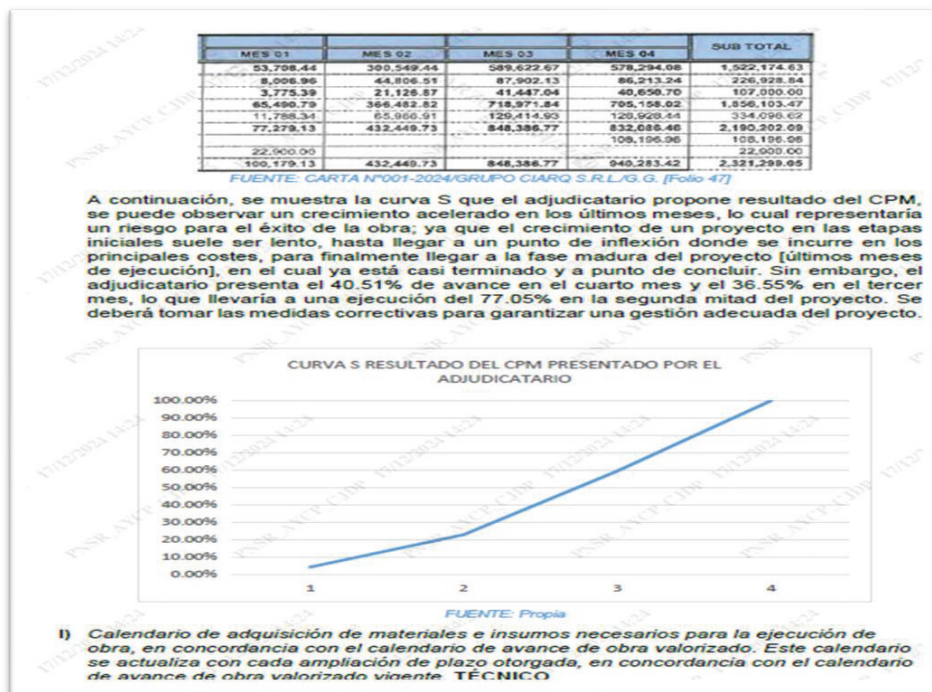 MES 01 MES 02 MES 03 MES 04 SUB TOTAL
53,708.44 300,549.44 589,622.67 578,294.08 1,522,174.63
8,006.96 44,806.51 87,902.13 86,213.24 226,928.84
3,775.39 21,126.87 41,447.04 40,650.70 107,000.00
65,490.79 366,482.82 718,971.84 705,158.02 1,856,103.47
11,788.34 65,966.91 129,414.93 126,928.44 334,098.62
77,279.13 432,449.73 848,386.77 832,086.46 2,190,202.09
108,196.96 108,196.96
22,900.00 22,900.00
100,179.13 432,449.73 848,386.77 940,283.42 2,321,299.05
FUENTE: CARTA N°001-2024/GRUPO CIARQ S.R.L./G.G. [Folio 47]
A continuación, se muestra la curva S que el adjudicatario propone resultado del CPM,
se puede observar un crecimiento acelerado en los últimos meses, lo cual representaría
un riesgo para el éxito de la obra; ya que el crecimiento de un proyecto en las etapas
iniciales suele ser lento, hasta llegar a un punto de inflexión donde se incurre en los
principales costes, para finalmente llegar a la fase madura del proyecto [últimos meses
de ejecución], en el cual ya está casi terminado y a punto de concluir. Sin embargo, el
adjudicatario presenta el 40.51% de avance en el cuarto mes y el 36.55% en el tercer
mes, lo que llevaría a una ejecución del 77.05% en la segunda mitad del proyecto. Se
deberá tomar las medidas correctivas para garantizar una gestión adecuada del proyecto.
CURVA S RESULTADO DEL CPM PRESENTADO POR EL
ADJUDICATARIO
100.00%
90.00%
80.00%
70.00%
60.00%
50.00%
40.00%
30.00%
20.00%
10.00%
0.00%
1 2 3 4
FUENTE: Propia
l) Calendario de adquisición de materiales e insumos necesarios para la ejecución de
obra, en concordancia con el calendario de avance de obra valorizado. Este calendario
se actualiza con cada ampliación de plazo otorgada, en concordancia con el calendario
de avance de obra valorizado vigente. TÉCNICO